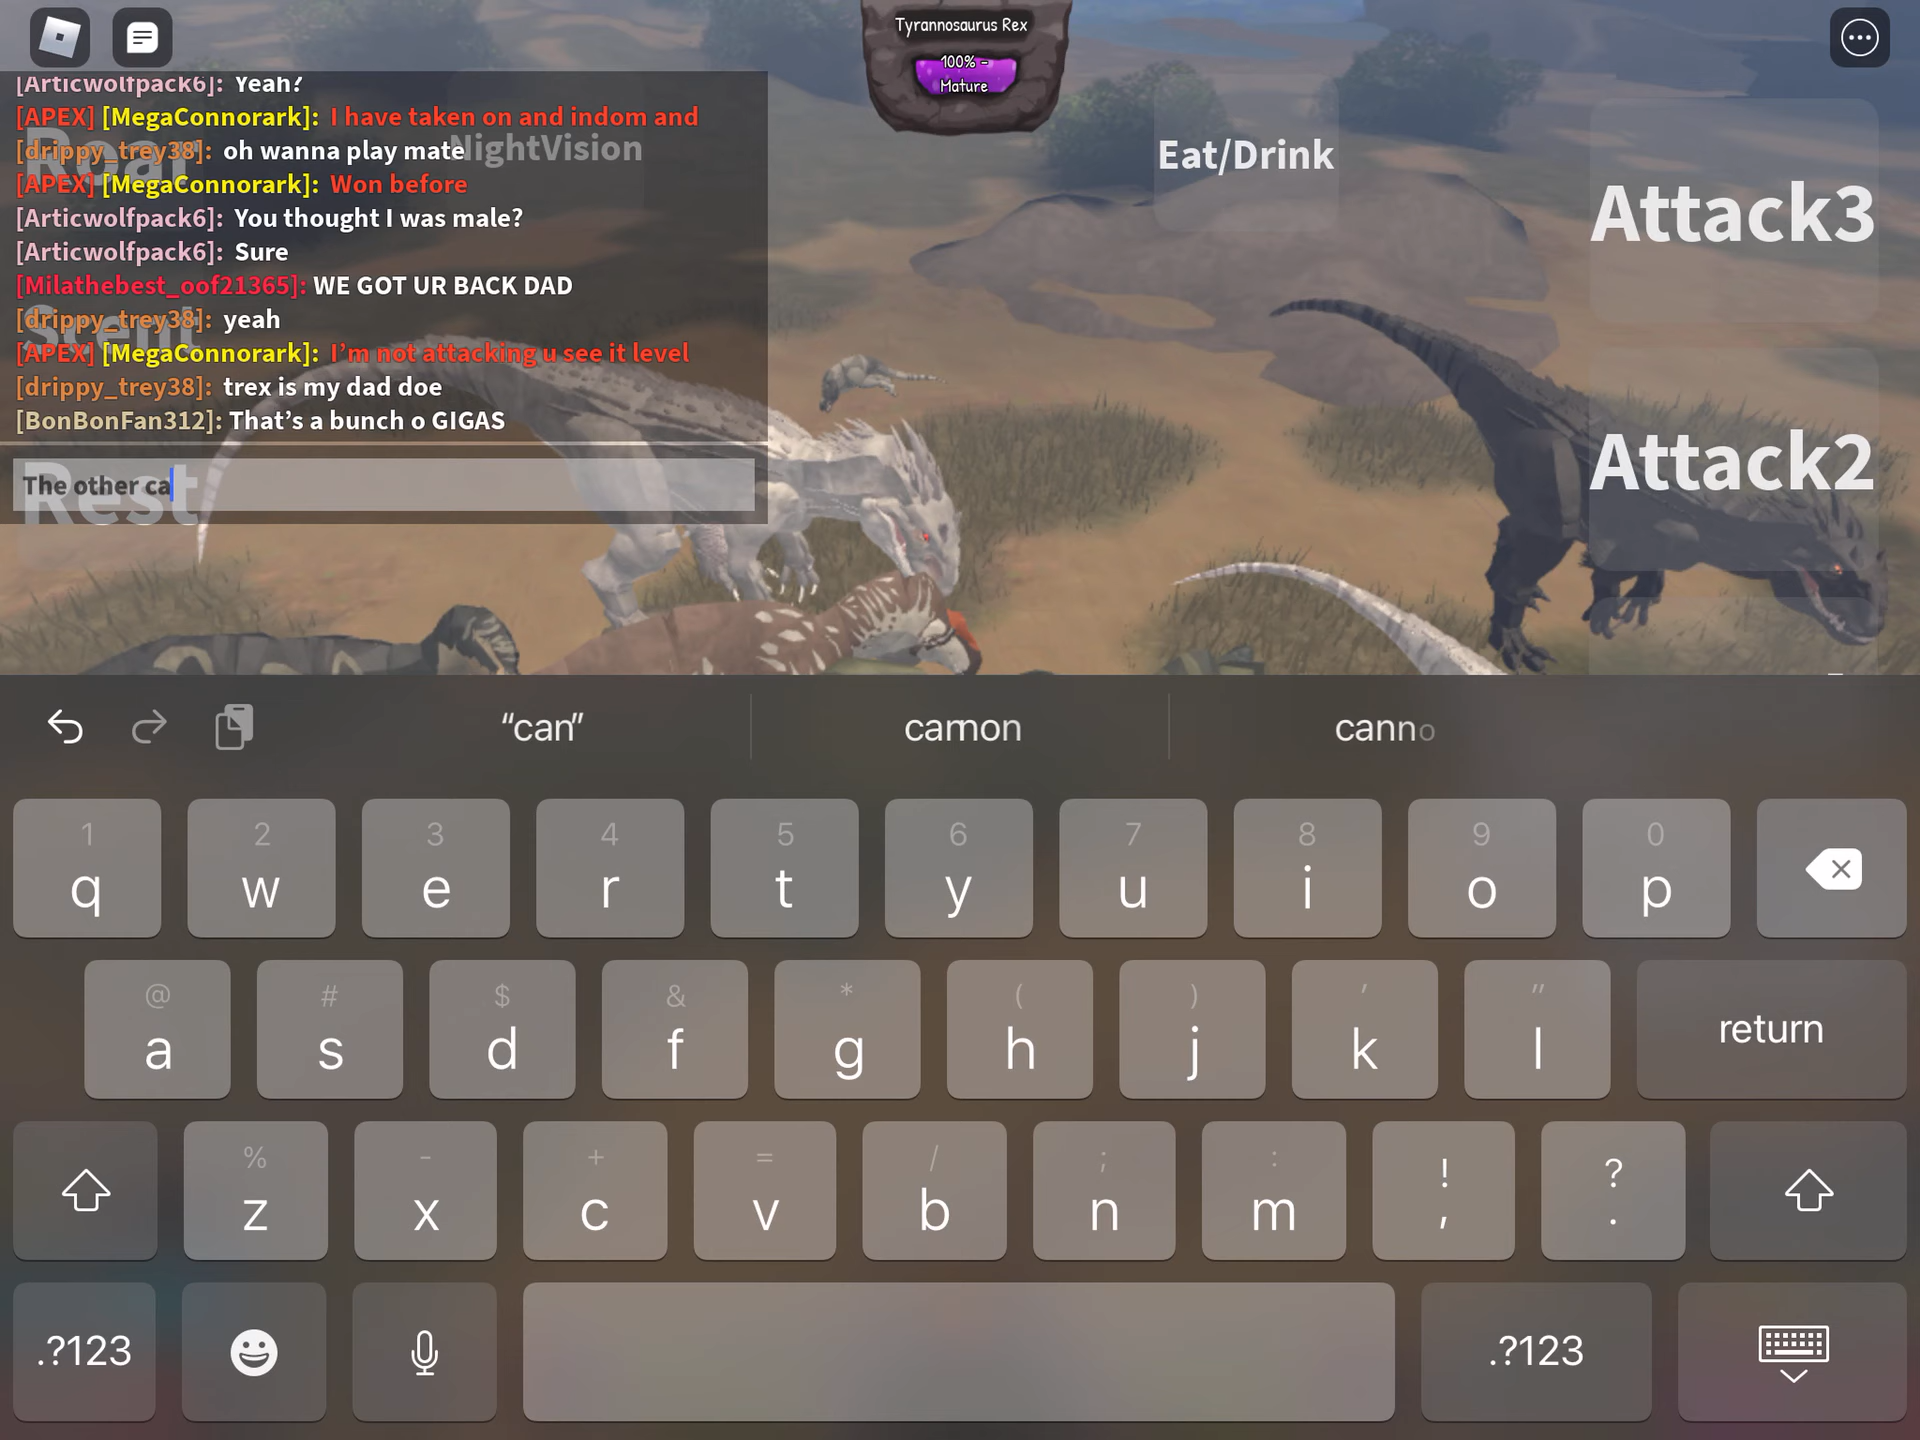 Tyrannosaurus Rex
100% -
Mature
[Articwolfpack6]: Yeah?
[APEX] [MegaConnorark]: I have taken on and indom and
[drippy_trey38]: oh wanna play mate
[APEX] [MegaConnorark]: Won before
[Articwolfpack6]: You thought I was male?
[Articwolfpack6]: Sure
[Milathebest_oof21365]: WE GOT UR BACK DAD
[drippy_trey38]: yeah
[APEX] [MegaConnorark]: I'm not attacking u see it level
[drippy_trey38]: trex is my dad doe
[BonBonFan312]: That's a bunch o GIGAS
The other ca
Roar
NightVision
Scent
Rest
Eat/Drink
Attack3
Attack2
“can”
camon
canno
1 2 3 4 5 6 7 8 9 0
q w e r t y u i o p
@ # $ & * ( ) ' "
a s d f g h j k l return
% - + = / ; : ! ?
z x c v b n m , .
.?123 .?123